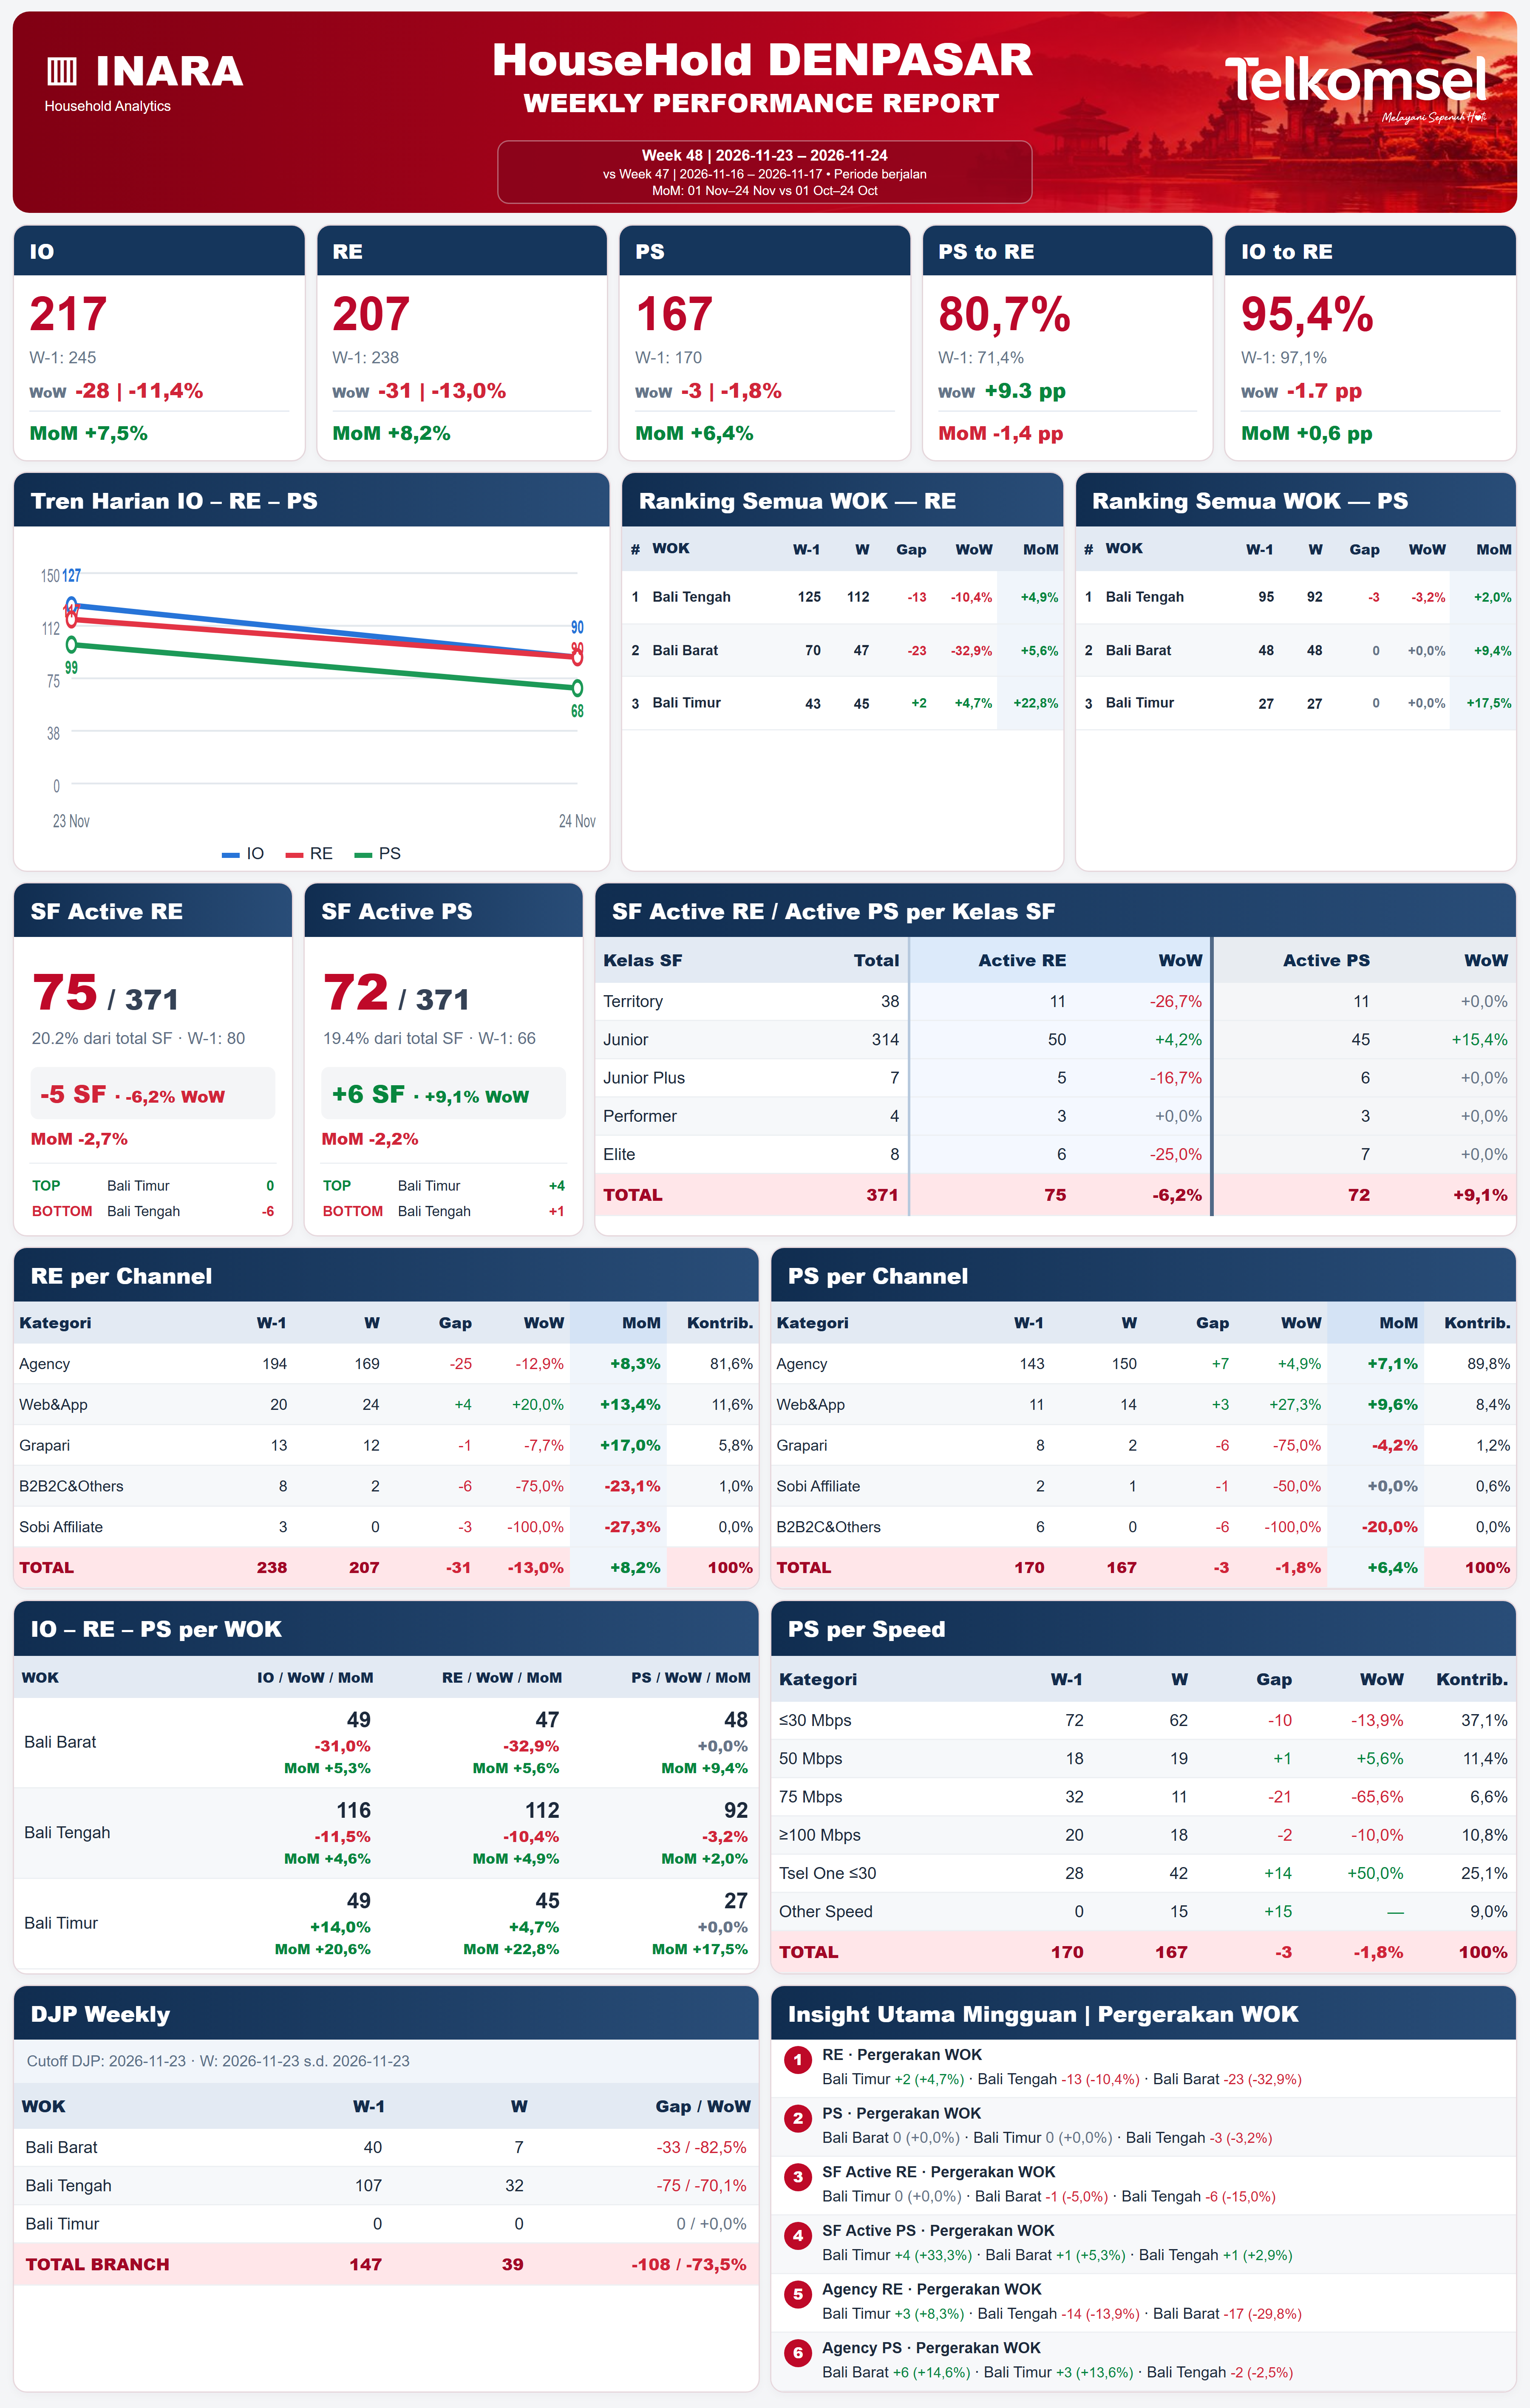 INARA
Household Analytics
HouseHold DENPASAR
WEEKLY PERFORMANCE REPORT
Week 48 | 2026-11-23 – 2026-11-24
vs Week 47 | 2026-11-16 – 2026-11-17 • Periode berjalan
MoM: 01 Nov–24 Nov vs 01 Oct–24 Oct
Telkomsel
Melayani Sepenuh Hati
IO
217
W-1: 245
WoW -28 | -11,4%
MoM +7,5%
RE
207
W-1: 238
WoW -31 | -13,0%
MoM +8,2%
PS
167
W-1: 170
WoW -3 | -1,8%
MoM +6,4%
PS to RE
80,7%
W-1: 71,4%
WoW +9.3 pp
MoM -1,4 pp
IO to RE
95,4%
W-1: 97,1%
WoW -1.7 pp
MoM +0,6 pp
Tren Harian IO – RE – PS
150 127
112
99
75
38
0
90
68
23 Nov 24 Nov
IO RE PS
Ranking Semua WOK — RE
# WOK W-1 W Gap WoW MoM
1 Bali Tengah 125 112 -13 -10,4% +4,9%
2 Bali Barat 70 47 -23 -32,9% +5,6%
3 Bali Timur 43 45 +2 +4,7% +22,8%
Ranking Semua WOK — PS
# WOK W-1 W Gap WoW MoM
1 Bali Tengah 95 92 -3 -3,2% +2,0%
2 Bali Barat 48 48 0 +0,0% +9,4%
3 Bali Timur 27 27 0 +0,0% +17,5%
SF Active RE
75 / 371
20.2% dari total SF · W-1: 80
-5 SF · -6,2% WoW
MoM -2,7%
TOP Bali Timur 0
BOTTOM Bali Tengah -6
SF Active PS
72 / 371
19.4% dari total SF · W-1: 66
+6 SF · +9,1% WoW
MoM -2,2%
TOP Bali Timur +4
BOTTOM Bali Tengah +1
SF Active RE / Active PS per Kelas SF
Kelas SF Total Active RE WoW Active PS WoW
Territory 38 11 -26,7% 11 +0,0%
Junior 314 50 +4,2% 45 +15,4%
Junior Plus 7 5 -16,7% 6 +0,0%
Performer 4 3 +0,0% 3 +0,0%
Elite 8 6 -25,0% 7 +0,0%
TOTAL 371 75 -6,2% 72 +9,1%
RE per Channel
Kategori W-1 W Gap WoW MoM Kontrib.
Agency 194 169 -25 -12,9% +8,3% 81,6%
Web&App 20 24 +4 +20,0% +13,4% 11,6%
Grapari 13 12 -1 -7,7% +17,0% 5,8%
B2B2C&Others 8 2 -6 -75,0% -23,1% 1,0%
Sobi Affiliate 3 0 -3 -100,0% -27,3% 0,0%
TOTAL 238 207 -31 -13,0% +8,2% 100%
PS per Channel
Kategori W-1 W Gap WoW MoM Kontrib.
Agency 143 150 +7 +4,9% +7,1% 89,8%
Web&App 11 14 +3 +27,3% +9,6% 8,4%
Grapari 8 2 -6 -75,0% -4,2% 1,2%
Sobi Affiliate 2 1 -1 -50,0% +0,0% 0,6%
B2B2C&Others 6 0 -6 -100,0% -20,0% 0,0%
TOTAL 170 167 -3 -1,8% +6,4% 100%
IO – RE – PS per WOK
WOK IO / WoW / MoM RE / WoW / MoM PS / WoW / MoM
49 47 48
Bali Barat -31,0% -32,9% +0,0%
MoM +5,3% MoM +5,6% MoM +9,4%
116 112 92
Bali Tengah -11,5% -10,4% -3,2%
MoM +4,6% MoM +4,9% MoM +2,0%
49 45 27
Bali Timur +14,0% +4,7% +0,0%
MoM +20,6% MoM +22,8% MoM +17,5%
PS per Speed
Kategori W-1 W Gap WoW Kontrib.
≤30 Mbps 72 62 -10 -13,9% 37,1%
50 Mbps 18 19 +1 +5,6% 11,4%
75 Mbps 32 11 -21 -65,6% 6,6%
≥100 Mbps 20 18 -2 -10,0% 10,8%
Tsel One ≤30 28 42 +14 +50,0% 25,1%
Other Speed 0 15 +15 — 9,0%
TOTAL 170 167 -3 -1,8% 100%
DJP Weekly
Cutoff DJP: 2026-11-23 · W: 2026-11-23 s.d. 2026-11-23
WOK W-1 W Gap / WoW
Bali Barat 40 7 -33 / -82,5%
Bali Tengah 107 32 -75 / -70,1%
Bali Timur 0 0 0 / +0,0%
TOTAL BRANCH 147 39 -108 / -73,5%
Insight Utama Mingguan | Pergerakan WOK
1 RE · Pergerakan WOK
Bali Timur +2 (+4,7%) · Bali Tengah -13 (-10,4%) · Bali Barat -23 (-32,9%)
2 PS · Pergerakan WOK
Bali Barat 0 (+0,0%) · Bali Timur 0 (+0,0%) · Bali Tengah -3 (-3,2%)
3 SF Active RE · Pergerakan WOK
Bali Timur 0 (+0,0%) · Bali Barat -1 (-5,0%) · Bali Tengah -6 (-15,0%)
4 SF Active PS · Pergerakan WOK
Bali Timur +4 (+33,3%) · Bali Barat +1 (+5,3%) · Bali Tengah +1 (+2,9%)
5 Agency RE · Pergerakan WOK
Bali Timur +3 (+8,3%) · Bali Tengah -14 (-13,9%) · Bali Barat -17 (-29,8%)
6 Agency PS · Pergerakan WOK
Bali Barat +6 (+14,6%) · Bali Timur +3 (+13,6%) · Bali Tengah -2 (-2,5%)